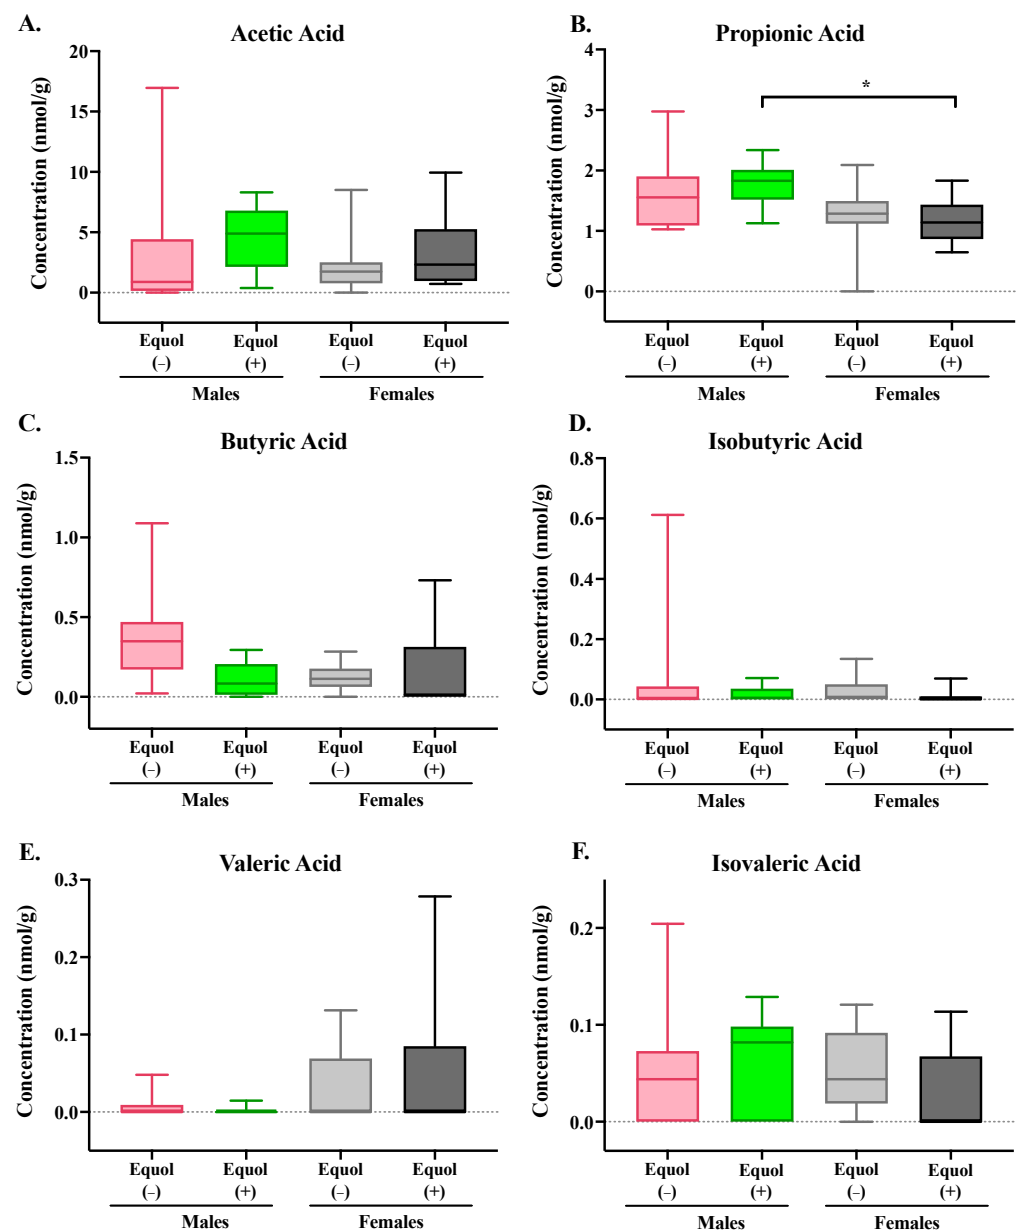 A.
Acetic Acid
Concentration (nmol/g)
20
15
10
5
0
Equol
(–)
Equol
(+)
Equol
(–)
Equol
(+)
Males
Females
B.
Propionic Acid
Concentration (nmol/g)
4
3
2
1
0
*
Equol
(–)
Equol
(+)
Equol
(–)
Equol
(+)
Males
Females
C.
Butyric Acid
Concentration (nmol/g)
1.5
1.0
0.5
0.0
Equol
(–)
Equol
(+)
Equol
(–)
Equol
(+)
Males
Females
D.
Isobutyric Acid
Concentration (nmol/g)
0.8
0.6
0.4
0.2
0.0
Equol
(–)
Equol
(+)
Equol
(–)
Equol
(+)
Males
Females
E.
Valeric Acid
Concentration (nmol/g)
0.3
0.2
0.1
0.0
Equol
(–)
Equol
(+)
Equol
(–)
Equol
(+)
Males
Females
F.
Isovaleric Acid
Concentration (nmol/g)
0.2
0.1
0.0
Equol
(–)
Equol
(+)
Equol
(–)
Equol
(+)
Males
Females